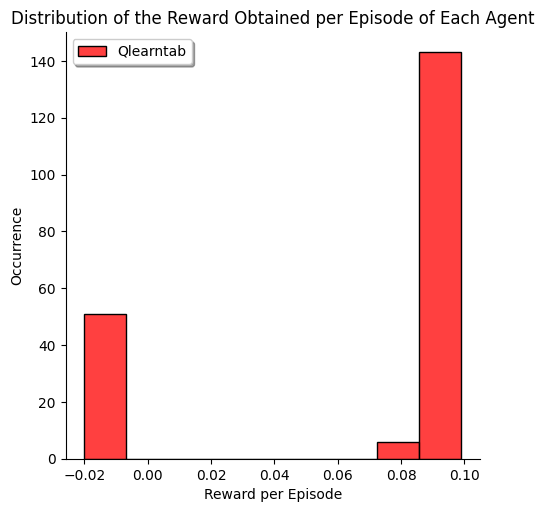 Distribution of the Reward Obtained per Episode of Each Agent
Qlearntab
140
120
100
80
60
40
20
0
−0.02 0.00 0.02 0.04 0.06 0.08 0.10
Occurrence
Reward per Episode